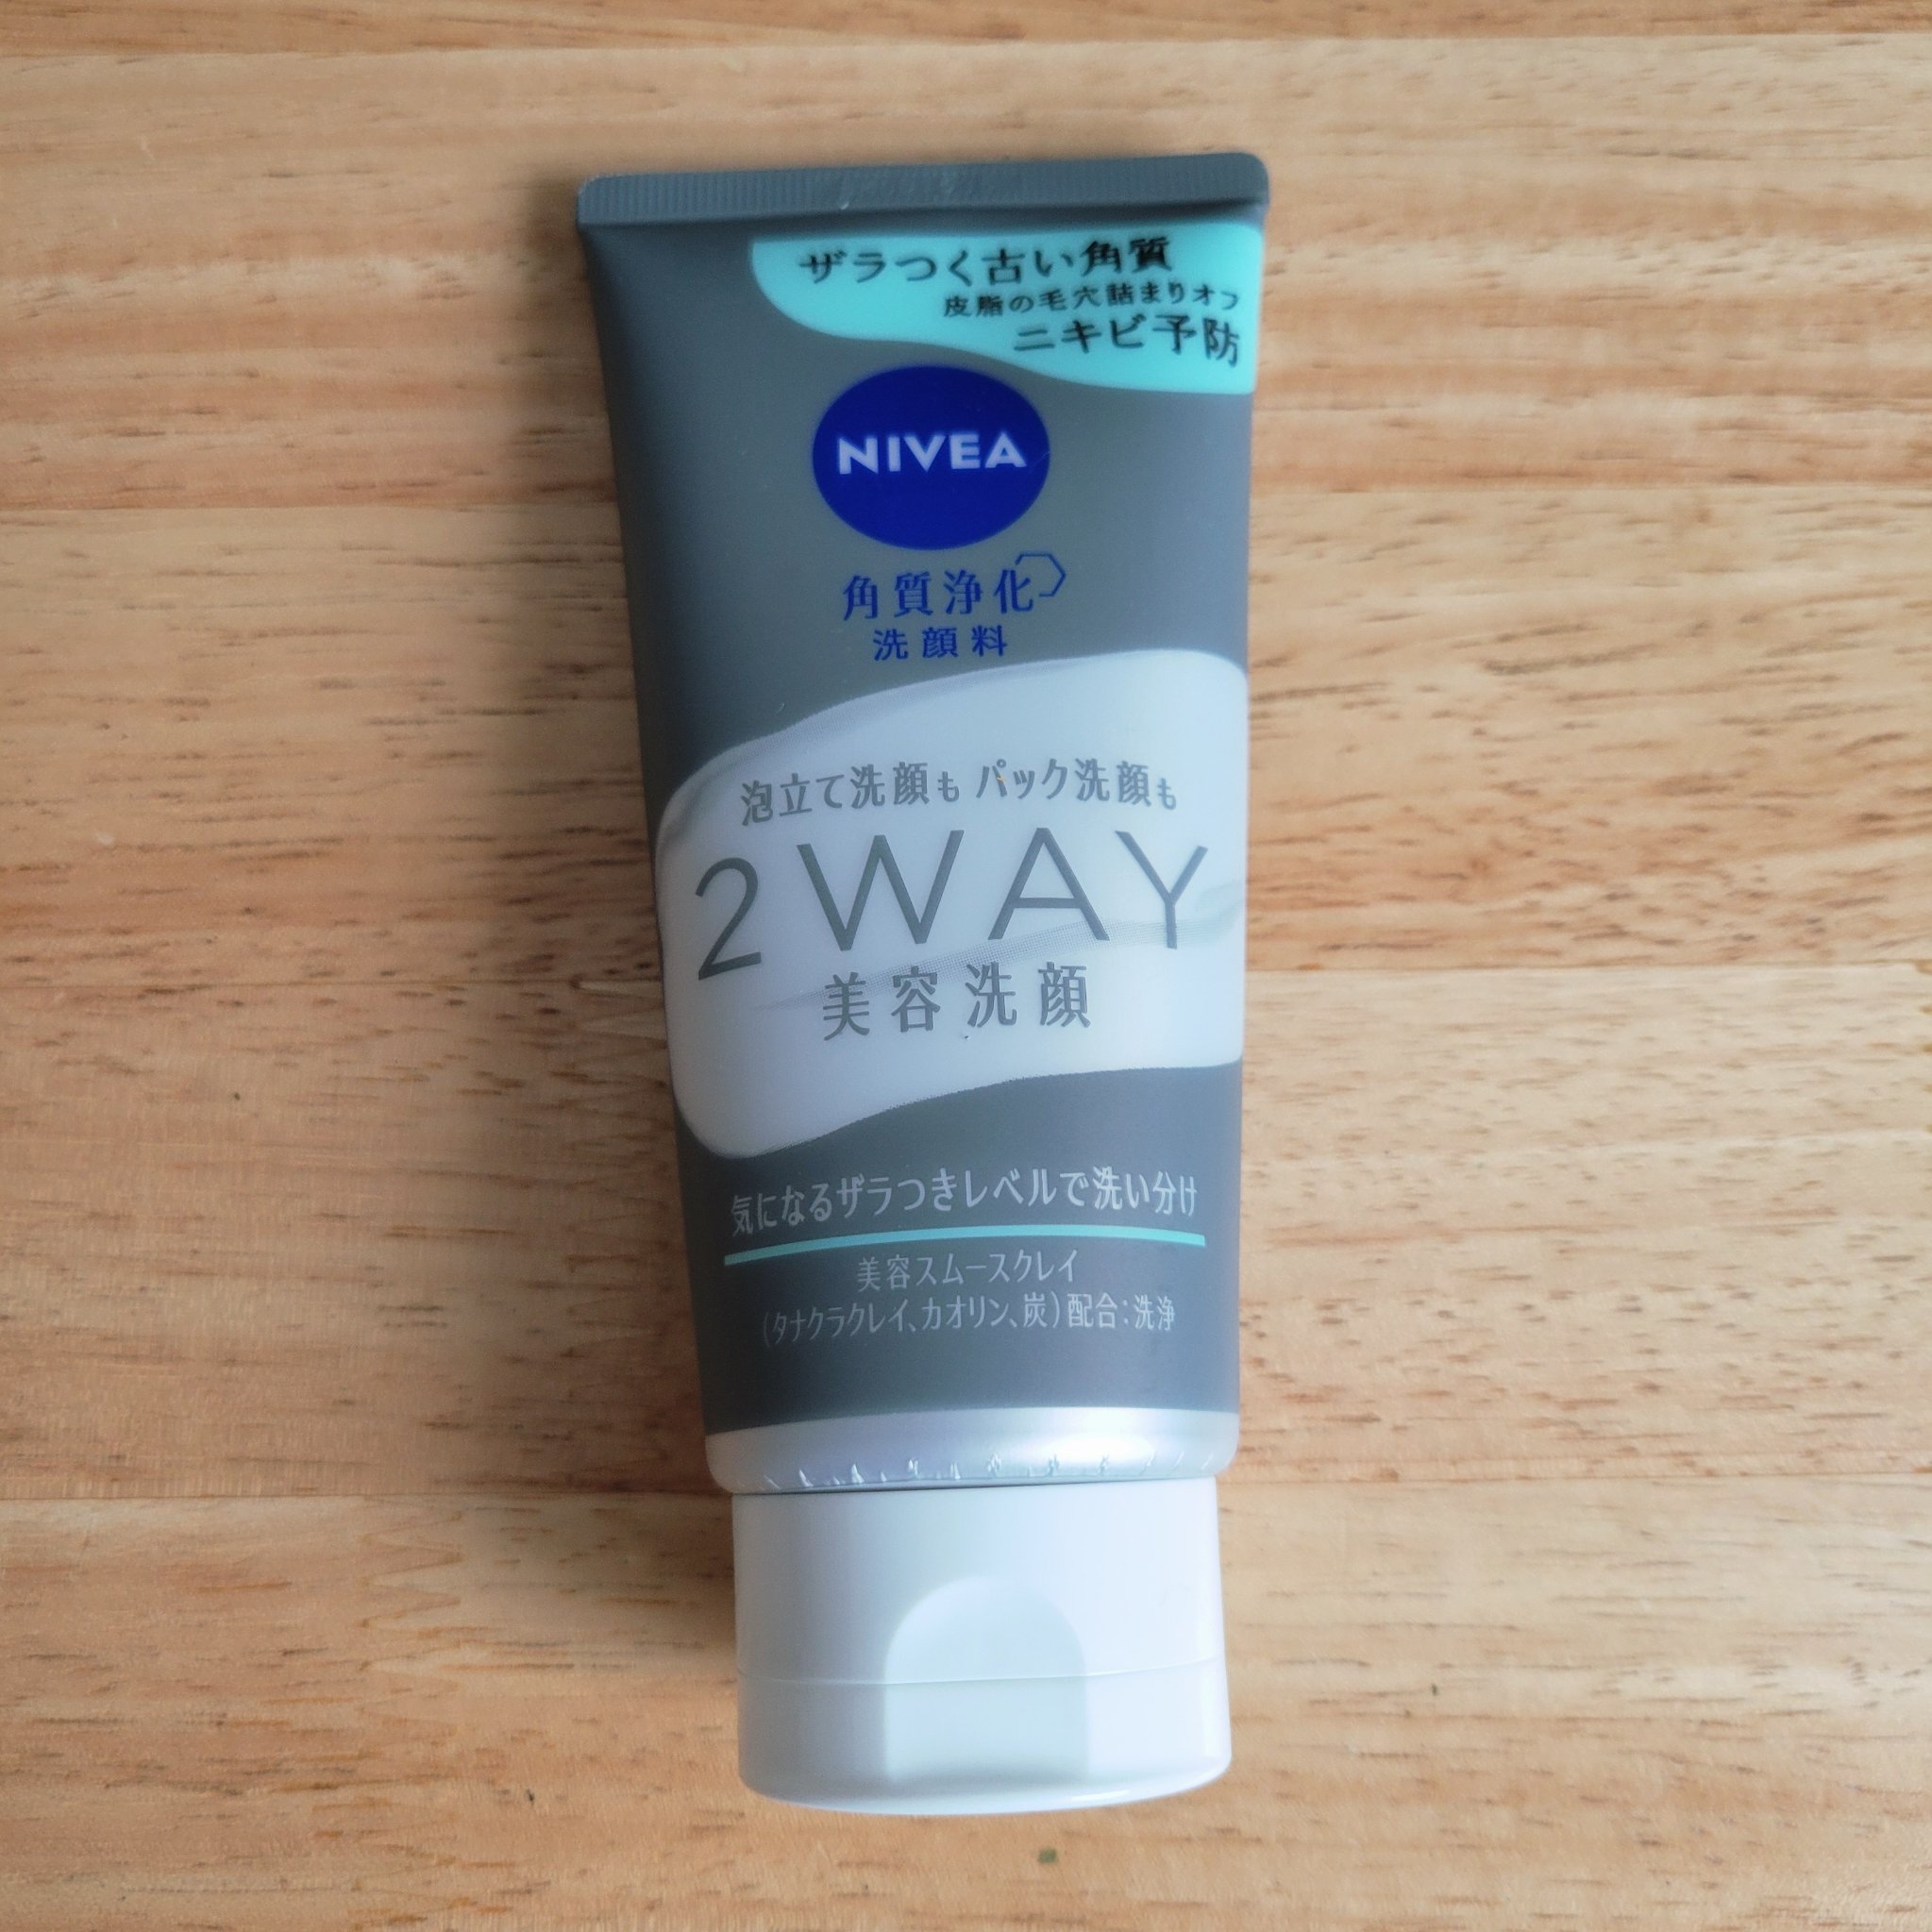 ザラつく古い角質
皮脂の毛穴詰まりオフ
ニキビ予防
NIVEA
角質浄化
洗顔料
泡立て洗顔も パック洗顔も
2WAY
美容洗顔
気になるザラつきレベルで洗い分け
美容スムースクレイ
(タナクラクレイ、カオリン、炭)配合:洗浄